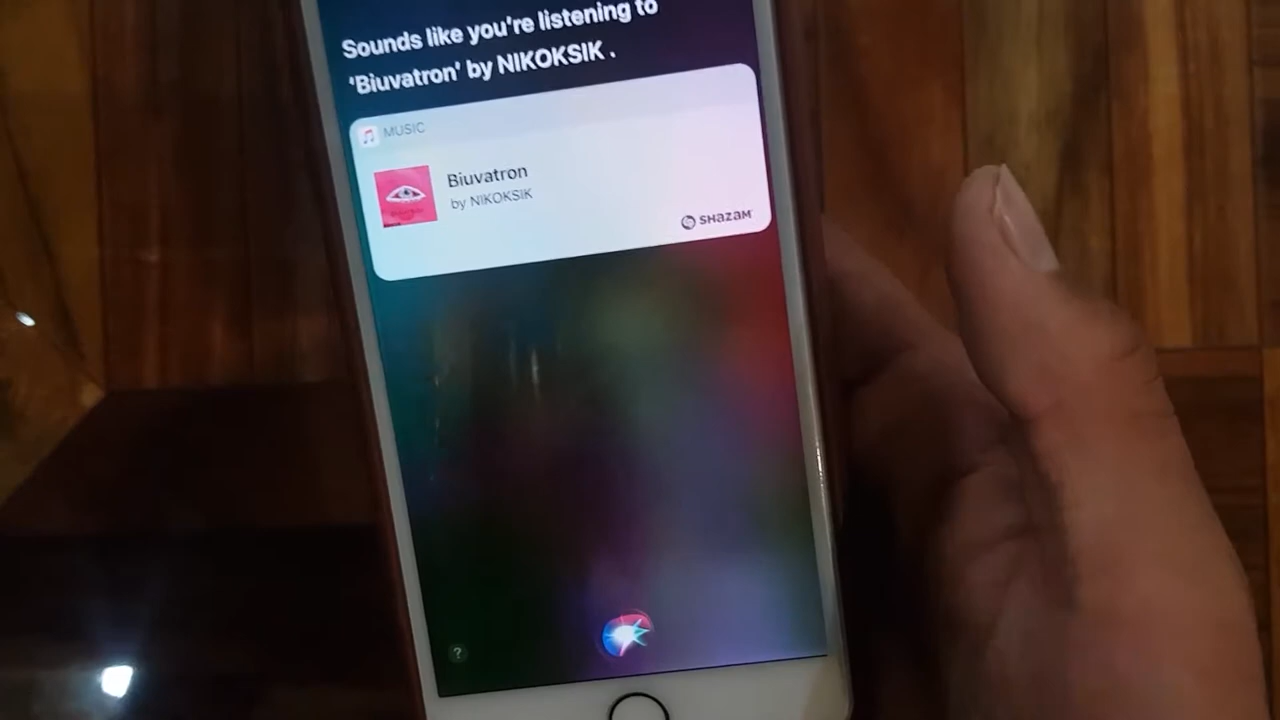 Sounds like you're listening to
'Biuvatron' by NIKOKSIK .
MUSIC
Biuvatron
by NIKOKSIK
SHAZAM
?